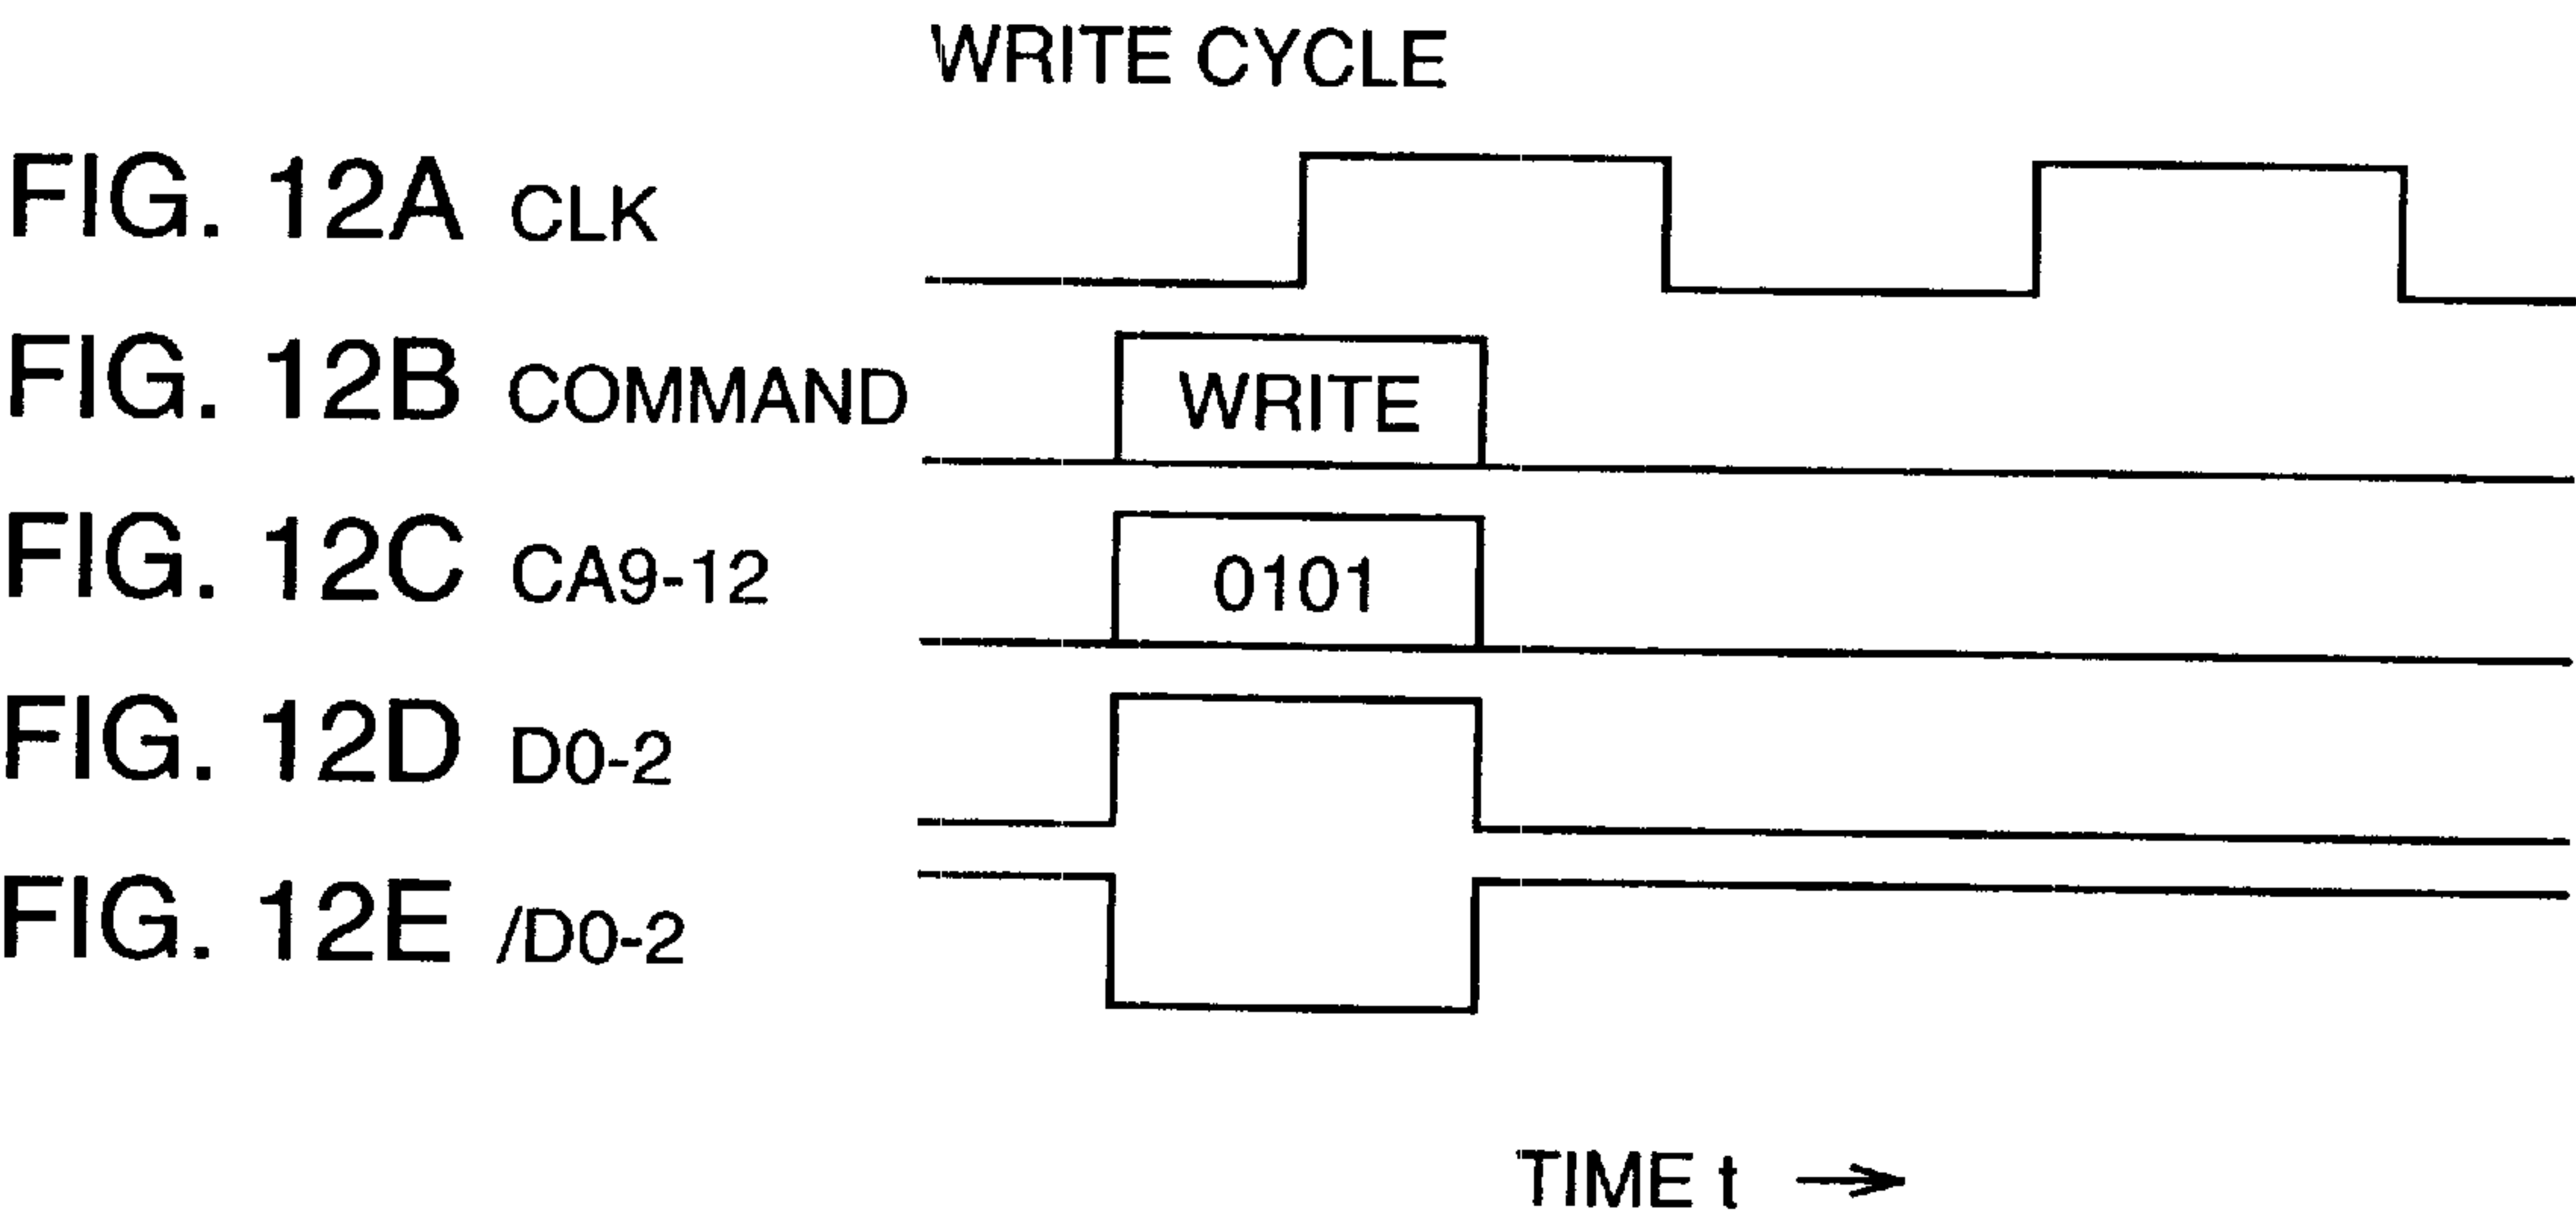 WRITE CYCLE
FIG. 12A CLK
FIG. 12B COMMAND WRITE
FIG. 12C CA9-12 0101
FIG. 12D D0-2
FIG. 12E /D0-2
TIME t →